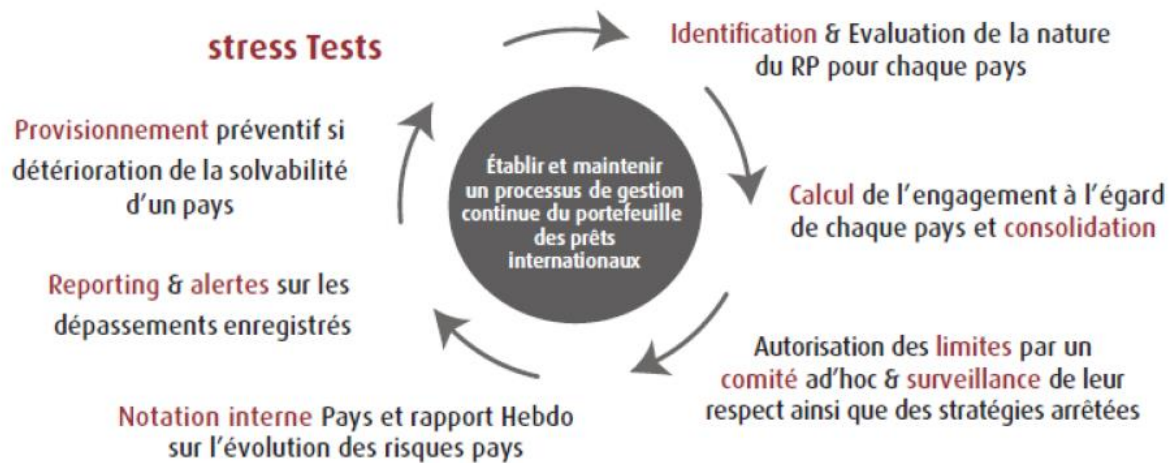 stress Tests
Identification & Evaluation de la nature
du RP pour chaque pays
Calcul de l'engagement à l'égard
de chaque pays et consolidation
Autorisation des limites par un
comité ad'hoc & surveillance de leur
respect ainsi que des stratégies arrêtées
Notation interne Pays et rapport Hebdo
sur l'évolution des risques pays
Reporting & alertes sur les
dépassements enregistrés
Provisionnement préventif si
détérioration de la solvabilité
d'un pays
Établir et maintenir
un processus de gestion
continue du portefeuille
des prêts
internationaux